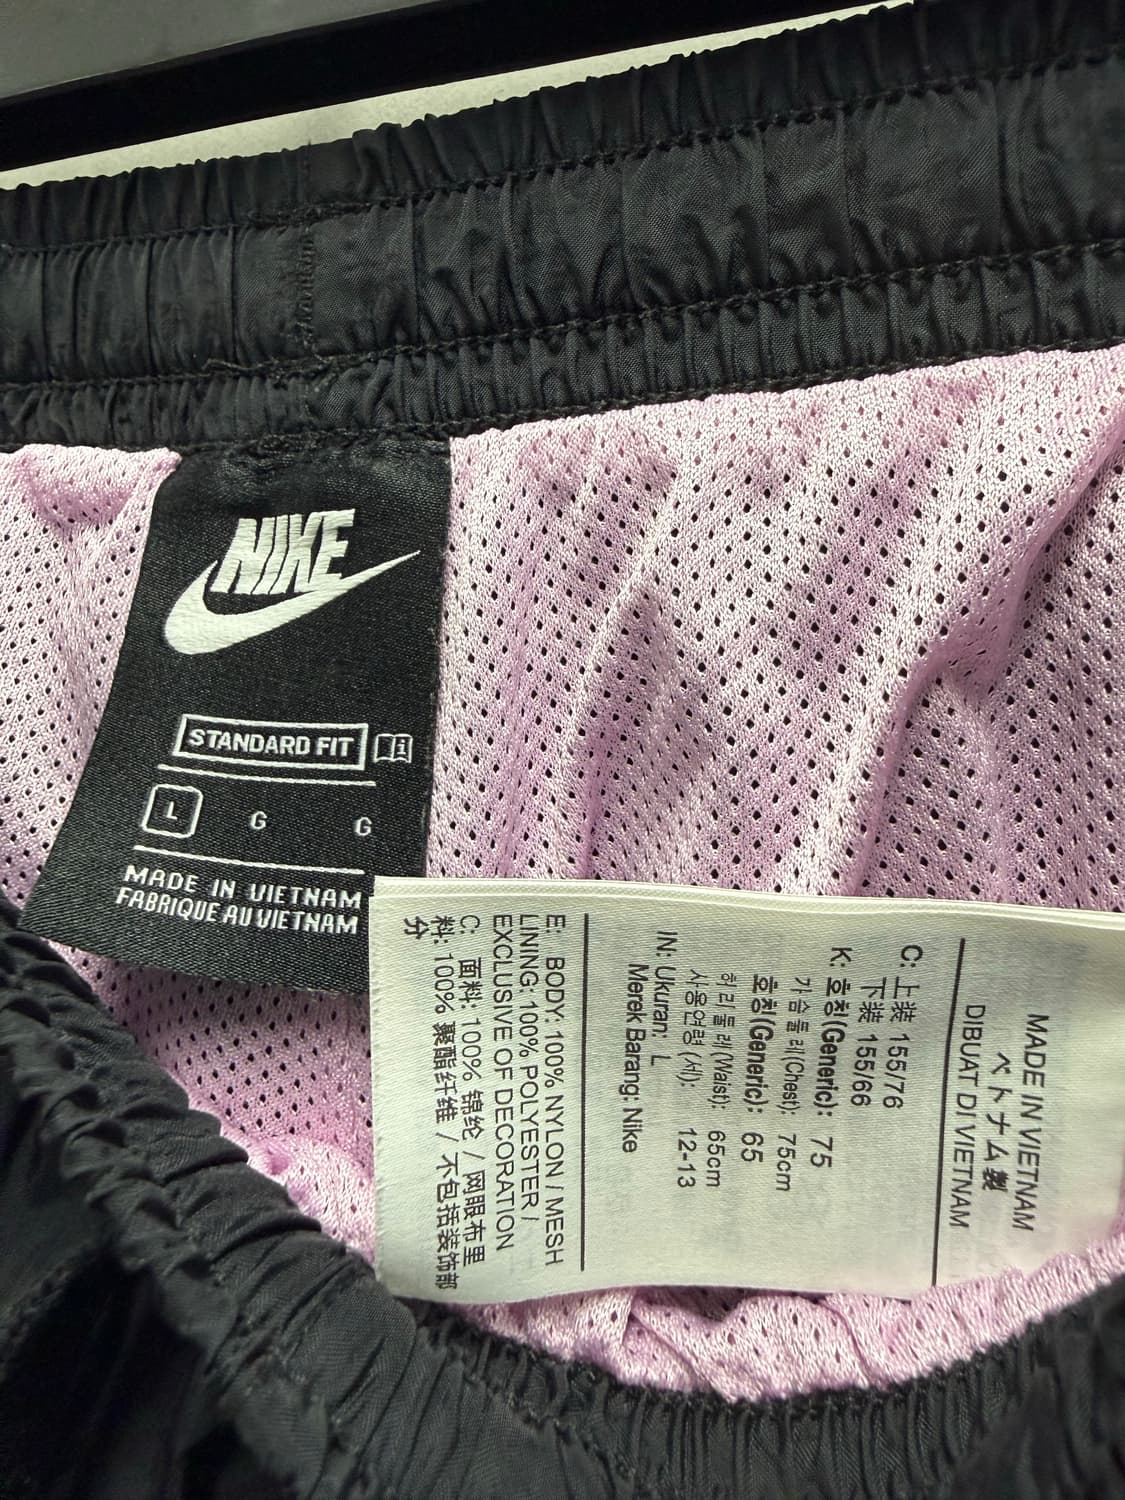 NIKE
STANDARD FIT
L G G
MADE IN VIETNAM
FABRIQUE AU VIETNAM
MADE IN VIETNAM
ベトナム製
DIBUAT DI VIETNAM
C: 上装 155/76
下装 155/66
K: 호칭(Generic): 75
가슴둘레(Chest): 75cm
호칭(Generic): 65
허리둘레(Waist): 65cm
사용연령 (세): 12-13
IN: Ukuran: L
Merek Barang: Nike
E: BODY: 100% NYLON / MESH
LINING: 100% POLYESTER /
EXCLUSIVE OF DECORATION
C: 面料: 100% 锦纶 / 网眼布里
料: 100% 聚酯纤维 / 不包括装饰部
分